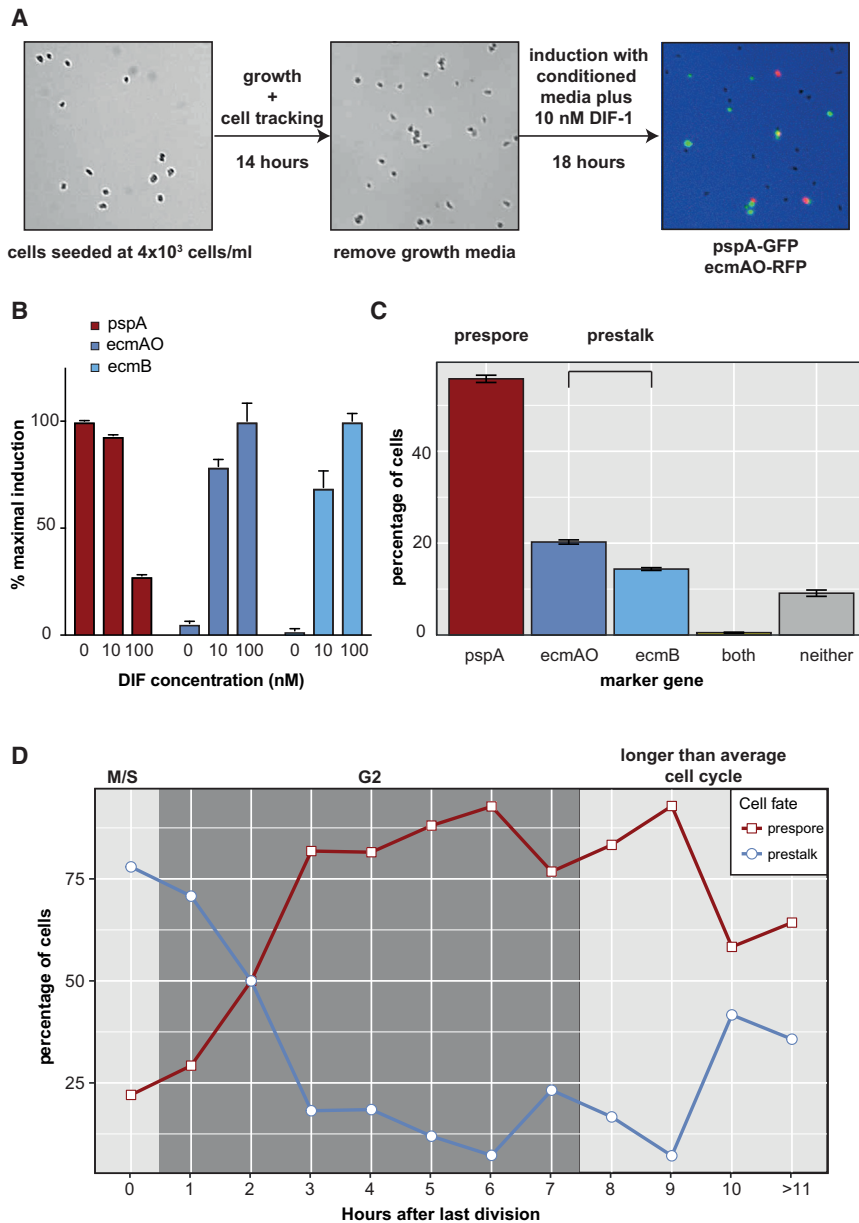 A
growth
+
cell tracking
14 hours
induction with
conditioned
media plus
10 nM DIF-1
18 hours
cells seeded at 4x10³ cells/ml
remove growth media
pspA-GFP
ecmAO-RFP
B
pspA
ecmAO
ecmB
% maximal induction
100
50
0
0 10 100 0 10 100 0 10 100
DIF concentration (nM)
C
prespore prestalk
percentage of cells
40
20
0
pspA ecmAO ecmB both neither
marker gene
D
M/S G2 longer than average
cell cycle
Cell fate
prespore
prestalk
percentage of cells
75
50
25
0 1 2 3 4 5 6 7 8 9 10 >11
Hours after last division